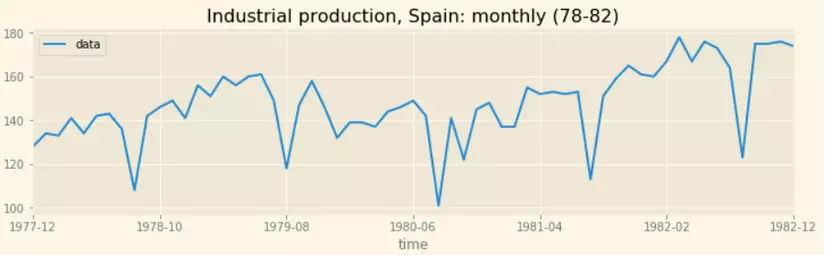 Industrial production, Spain: monthly (78-82)
180
data
160
140
120
100
1977-12 1978-10 1979-08 1980-06 1981-04 1982-02 1982-12
time